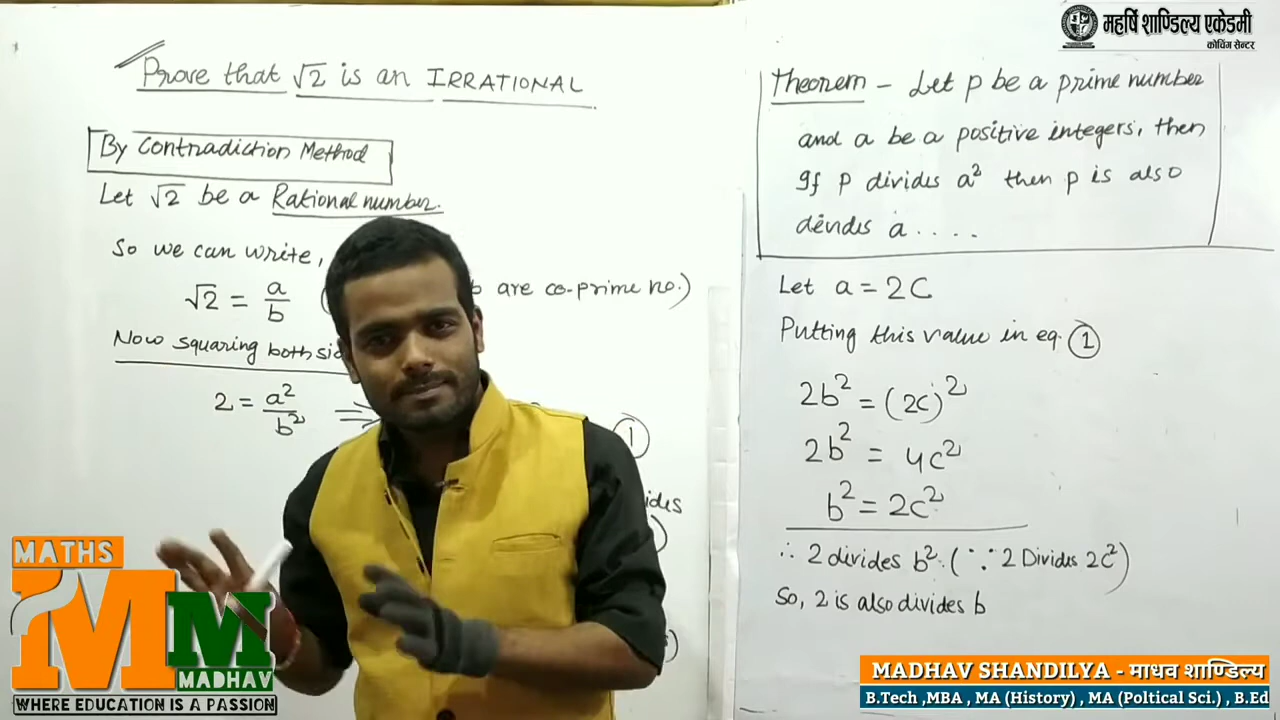 Prove that √2 is an IRRATIONAL
By Contradiction Method
Let √2 be a Rational number.
So we can write,
√2 = a/b ( b are co-prime no.)
Now squaring both sid
2 = a²/b² ⇒ ①
ides
)
)
महर्षि शाण्डिल्य एकेडमी
कोचिंग सेन्टर
Theorem – Let p be a prime number
and a be a positive integers, then
If P divides a² then p is also
devides a....
Let a = 2C
Putting this value in eq. ①
2b² = (2c)²
2b² = 4c²
b² = 2c²
∴ 2 divides b². (∵ 2 Divides 2c²)
So, 2 is also divides b
MATHS
MM
MADHAV
WHERE EDUCATION IS A PASSION
MADHAV SHANDILYA - माधव शाण्डिल्य
B.Tech ,MBA , MA (History) , MA (Poltical Sci.) , B.Ed